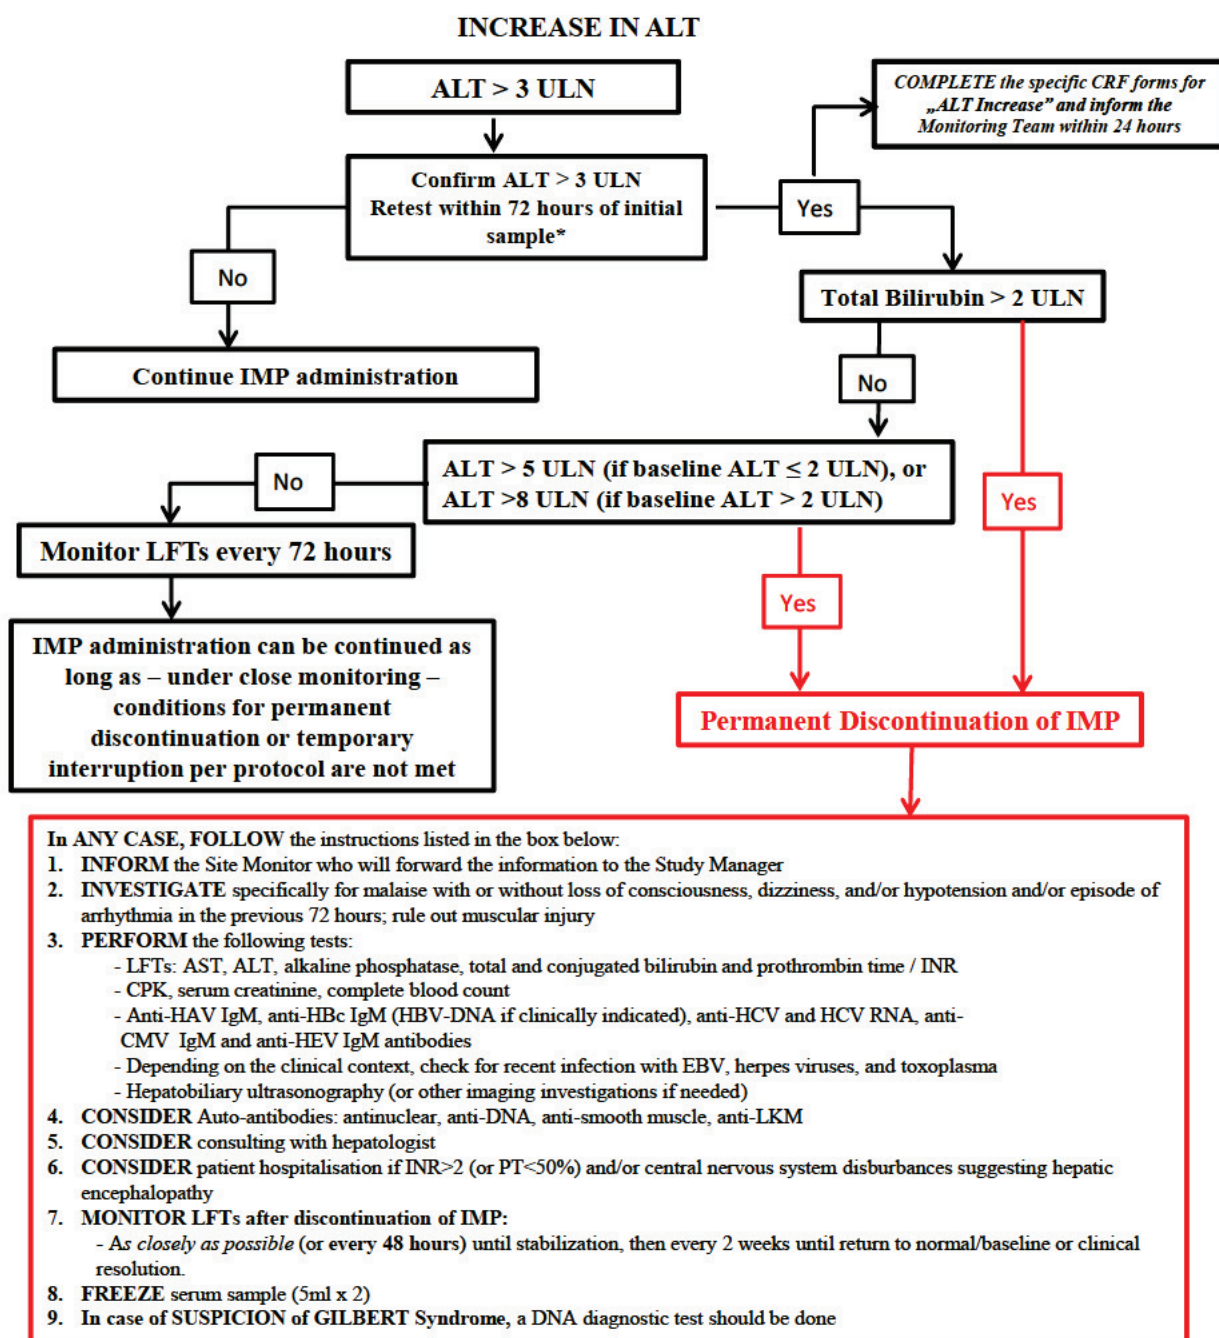 INCREASE IN ALT
ALT > 3 ULN
COMPLETE the specific CRF forms for
„ALT Increase” and inform the
Monitoring Team within 24 hours
Confirm ALT > 3 ULN
Retest within 72 hours of initial
sample*
Yes
No
Total Bilirubin > 2 ULN
Continue IMP administration
No
ALT > 5 ULN (if baseline ALT ≤ 2 ULN), or
ALT >8 ULN (if baseline ALT > 2 ULN)
No
Yes
Monitor LFTs every 72 hours
Yes
IMP administration can be continued as
long as – under close monitoring –
conditions for permanent
discontinuation or temporary
interruption per protocol are not met
Permanent Discontinuation of IMP
In ANY CASE, FOLLOW the instructions listed in the box below:
1. INFORM the Site Monitor who will forward the information to the Study Manager
2. INVESTIGATE specifically for malaise with or without loss of consciousness, dizziness, and/or hypotension and/or episode of
arrhythmia in the previous 72 hours; rule out muscular injury
3. PERFORM the following tests:
- LFTs: AST, ALT, alkaline phosphatase, total and conjugated bilirubin and prothrombin time / INR
- CPK, serum creatinine, complete blood count
- Anti-HAV IgM, anti-HBc IgM (HBV-DNA if clinically indicated), anti-HCV and HCV RNA, anti-
CMV IgM and anti-HEV IgM antibodies
- Depending on the clinical context, check for recent infection with EBV, herpes viruses, and toxoplasma
- Hepatobiliary ultrasonography (or other imaging investigations if needed)
4. CONSIDER Auto-antibodies: antinuclear, anti-DNA, anti-smooth muscle, anti-LKM
5. CONSIDER consulting with hepatologist
6. CONSIDER patient hospitalisation if INR>2 (or PT<50%) and/or central nervous system disburbances suggesting hepatic
encephalopathy
7. MONITOR LFTs after discontinuation of IMP:
- As closely as possible (or every 48 hours) until stabilization, then every 2 weeks until return to normal/baseline or clinical
resolution.
8. FREEZE serum sample (5ml x 2)
9. In case of SUSPICION of GILBERT Syndrome, a DNA diagnostic test should be done